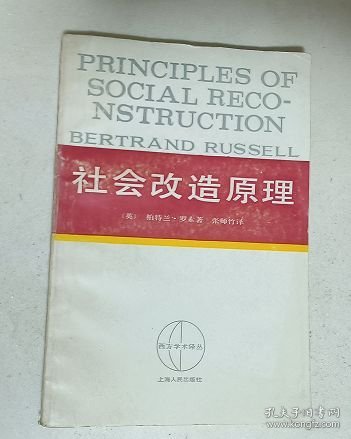 PRINCIPLES OF
SOCIAL RECO-
NSTRUCTION
BERTRAND RUSSELL
社会改造原理
〔英〕 柏特兰·罗素著 张师竹译
西方学术译丛
上海人民出版社
孔夫子旧书网